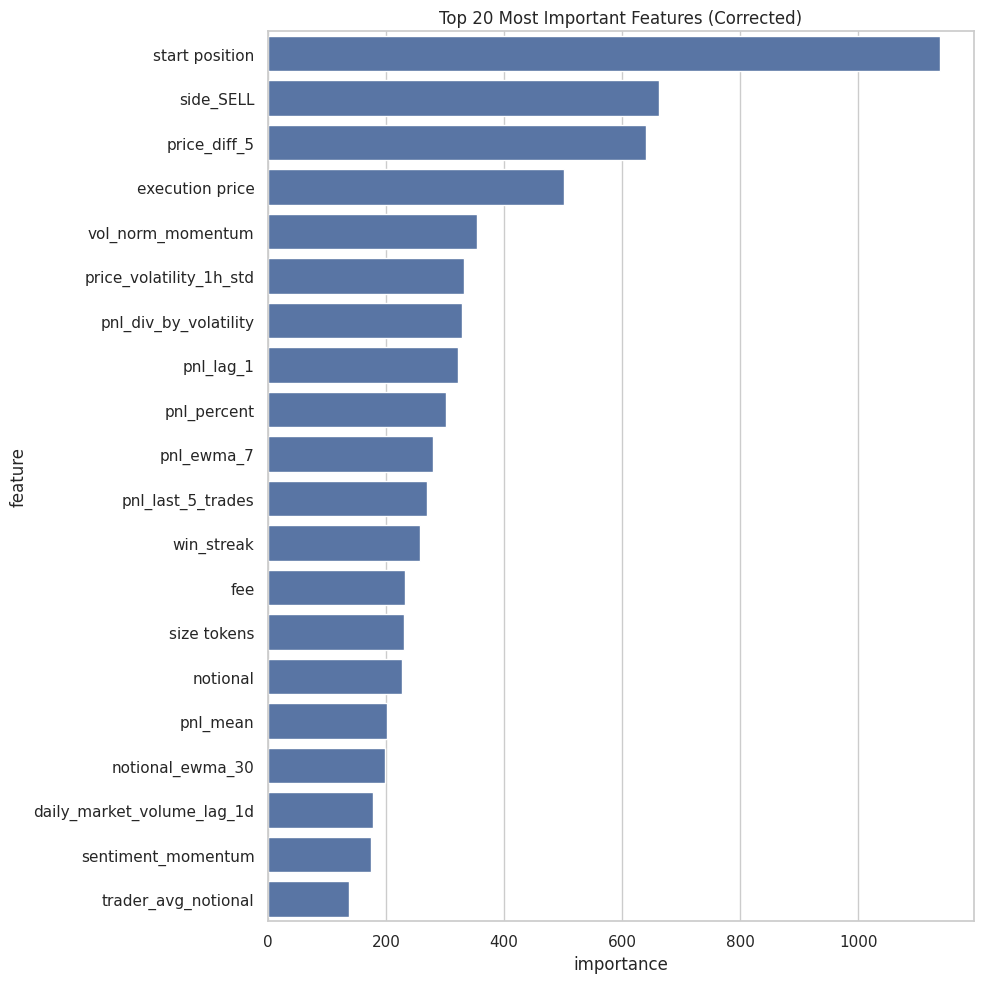 Top 20 Most Important Features (Corrected)
start position
side_SELL
price_diff_5
execution price
vol_norm_momentum
price_volatility_1h_std
pnl_div_by_volatility
pnl_lag_1
pnl_percent
pnl_ewma_7
pnl_last_5_trades
win_streak
fee
size tokens
notional
pnl_mean
notional_ewma_30
daily_market_volume_lag_1d
sentiment_momentum
trader_avg_notional
feature
0 200 400 600 800 1000
importance